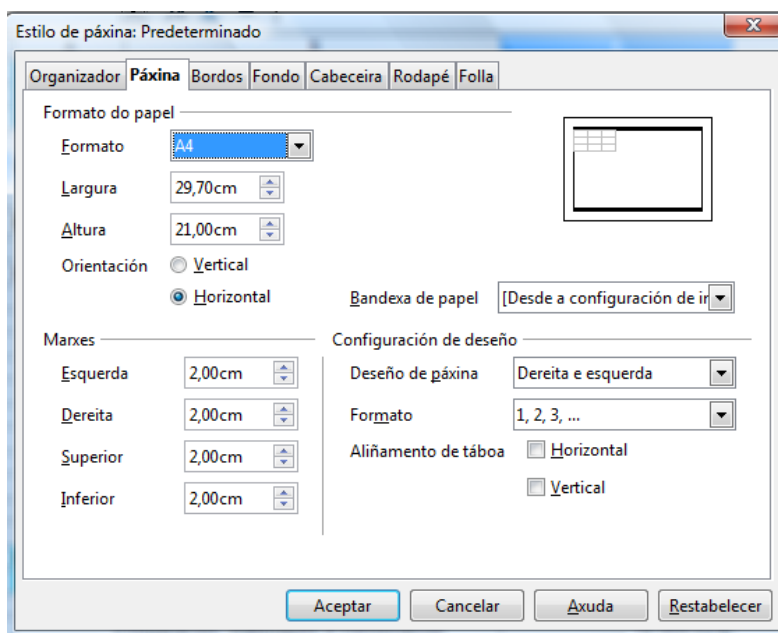 Estilo de páxina: Predeterminado
Organizador Páxina Bordos Fondo Cabeceira Rodapé Folla
Formato do papel
Formato A4
Largura 29,70cm
Altura 21,00cm
Orientación Vertical
Horizontal
Bandexa de papel [Desde a configuración de ir
Marxes
Esquerda 2,00cm
Dereita 2,00cm
Superior 2,00cm
Inferior 2,00cm
Configuración de deseño
Deseño de páxina Dereita e esquerda
Formato 1, 2, 3, ...
Aliñamento de táboa Horizontal
Vertical
Aceptar Cancelar Axuda Restabelecer